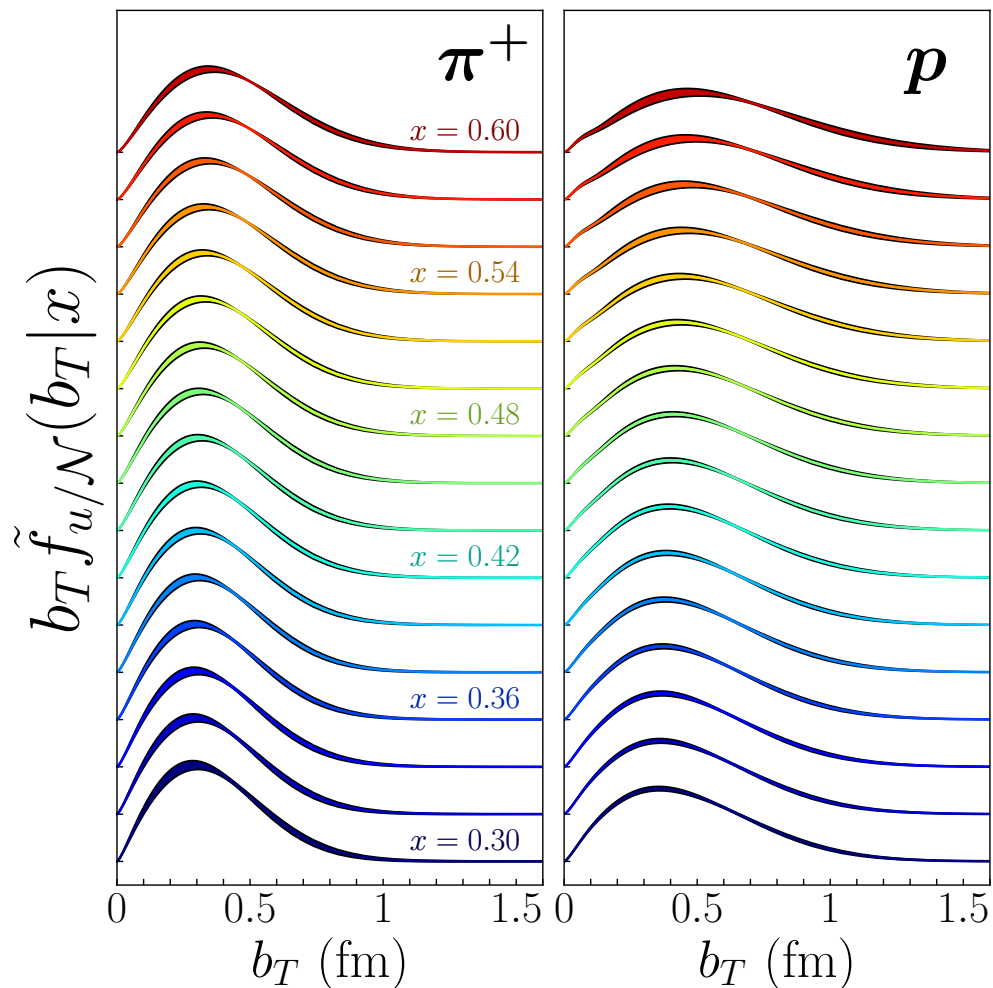 π⁺
p
x = 0.60
x = 0.54
x = 0.48
x = 0.42
x = 0.36
x = 0.30
b_T f̃_{u/𝒩}(b_T|x)
0 0.5 1 1.5 0 0.5 1 1.5
b_T (fm) b_T (fm)